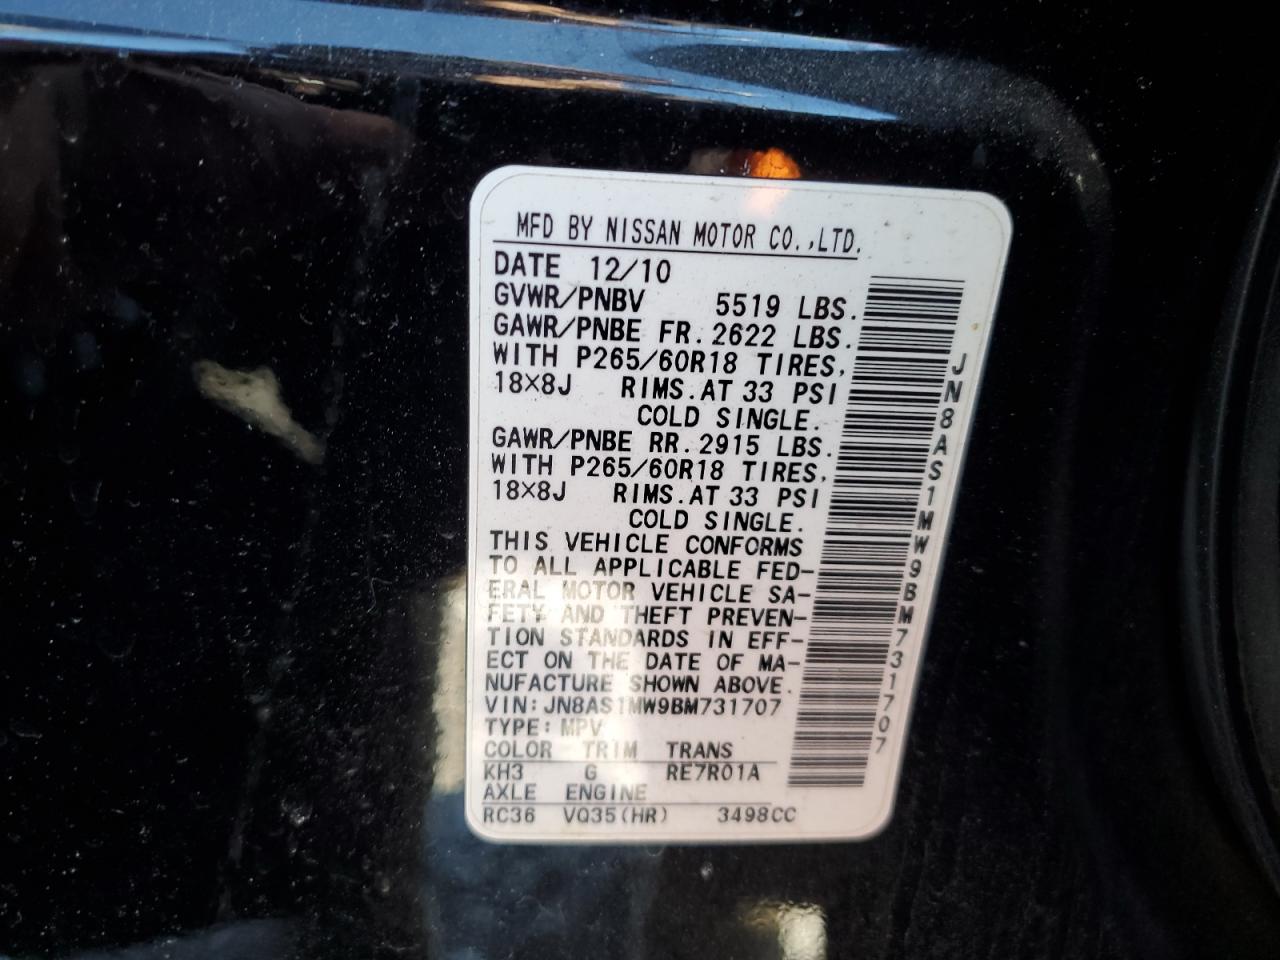 MFD BY NISSAN MOTOR CO.,LTD.
DATE 12/10
GVWR/PNBV 5519 LBS.
GAWR/PNBE FR. 2622 LBS.
WITH P265/60R18 TIRES,
18×8J RIMS. AT 33 PSI
COLD SINGLE.
GAWR/PNBE RR. 2915 LBS.
WITH P265/60R18 TIRES,
18×8J RIMS. AT 33 PSI
COLD SINGLE.
THIS VEHICLE CONFORMS
TO ALL APPLICABLE FED-
ERAL MOTOR VEHICLE SA-
FETY AND THEFT PREVEN-
TION STANDARDS IN EFF-
ECT ON THE DATE OF MA-
NUFACTURE SHOWN ABOVE.
VIN: JN8AS1MW9BM731707
TYPE: MPV
COLOR TRIM TRANS
KH3 G RE7R01A
AXLE ENGINE
RC36 VQ35(HR) 3498CC
JN8AS1MW9BM731707